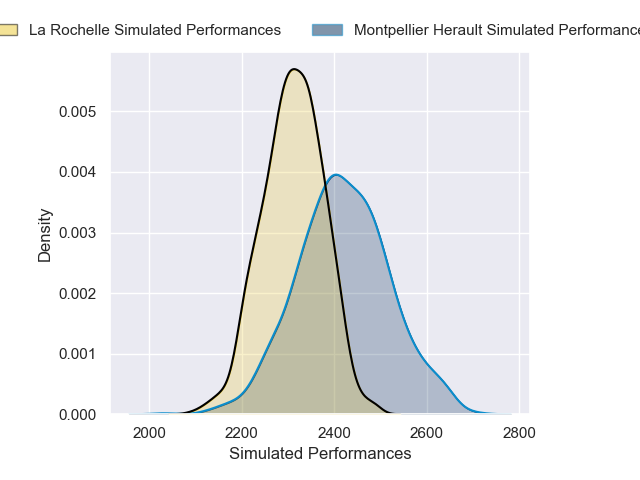 La Rochelle Simulated Performances Montpellier Herault Simulated Performance
0.005
0.004
0.003
0.002
0.001
0.000
Density
2000 2200 2400 2600 2800
Simulated Performances